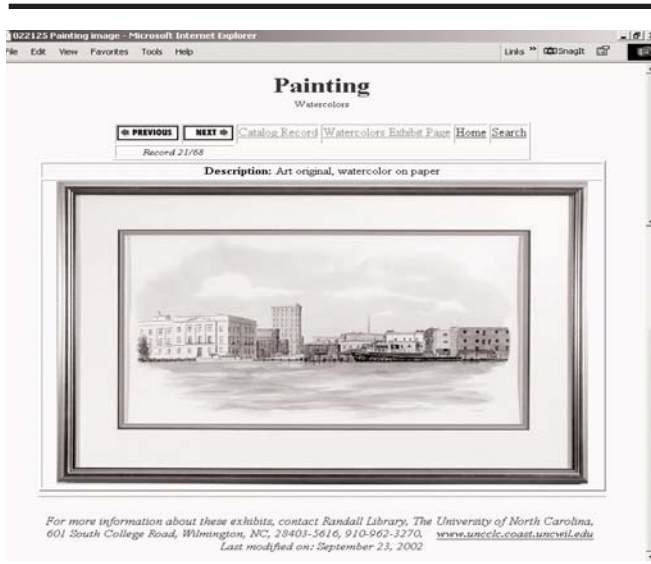 022125 Painting image - Microsoft Internet Explorer
File Edit View Favorites Tools Help Links » SnagIt
Painting
Watercolors
PREVIOUS NEXT Catalog Record Watercolors Exhibit Page Home Search
Record 21/68
Description: Art original, watercolor on paper
For more information about these exhibits, contact Randall Library, The University of North Carolina,
601 South College Road, Wilmington, NC, 28403-5616, 910-962-3270, www.uncclc.coast.uncwil.edu
Last modified on: September 23, 2002